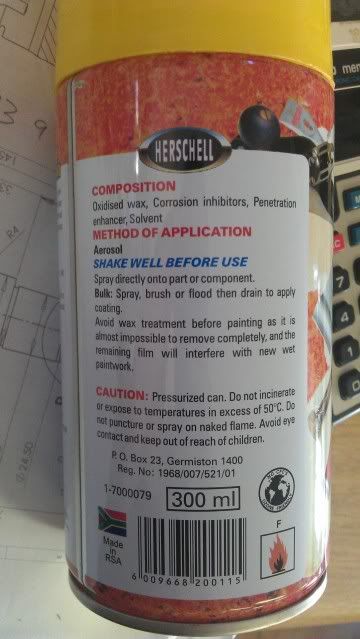 HERSCHELL
COMPOSITION
Oxidised wax, Corrosion inhibitors, Penetration
enhancer, Solvent
METHOD OF APPLICATION
Aerosol
SHAKE WELL BEFORE USE
Spray directly onto part or component.
Bulk: Spray, brush or flood then drain to apply
coating.
Avoid wax treatment before painting as it is
almost impossible to remove completely, and the
remaining film will interfere with new wet
paintwork.
CAUTION: Pressurized can. Do not incinerate
or expose to temperatures in excess of 50°C. Do
not puncture or spray on naked flame. Avoid eye
contact and keep out of reach of children.
P.O. Box 23, Germiston 1400
Reg. No: 1968/007/521/01
1-7000079
300 ml
Made
in
RSA
F
6 009668 200115
7
4
1
0